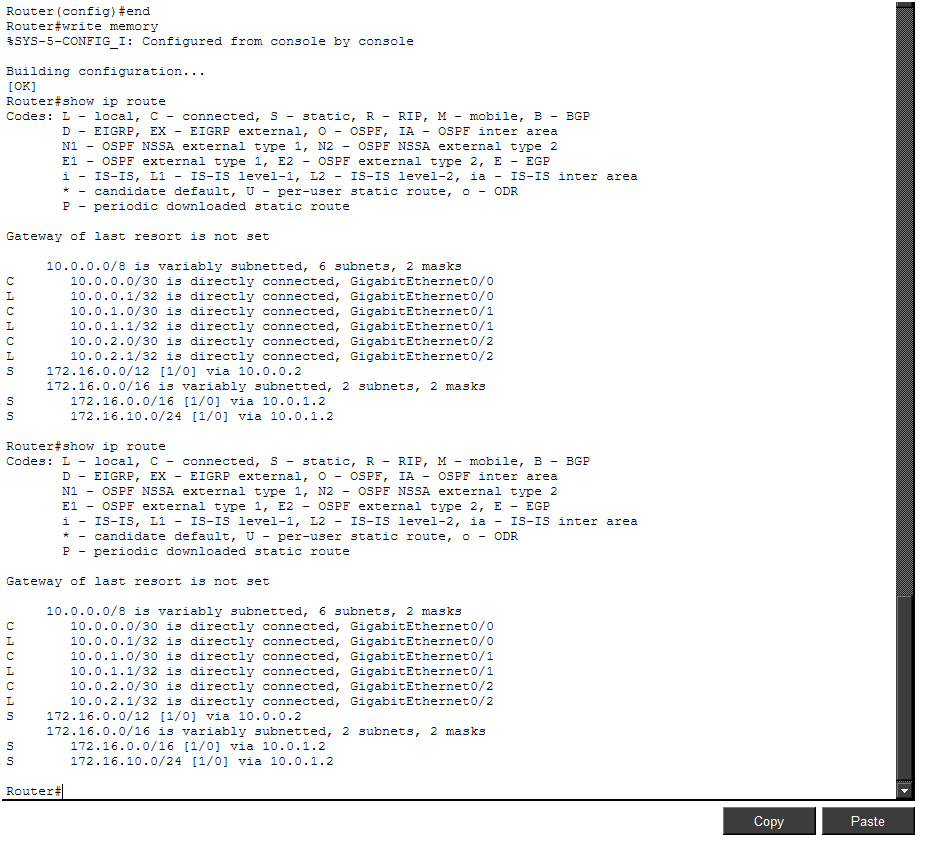 Router(config)#end
Router#write memory
%SYS-5-CONFIG_I: Configured from console by console
Building configuration...
[OK]
Router#show ip route
Codes: L - local, C - connected, S - static, R - RIP, M - mobile, B - BGP
       D - EIGRP, EX - EIGRP external, O - OSPF, IA - OSPF inter area
       N1 - OSPF NSSA external type 1, N2 - OSPF NSSA external type 2
       E1 - OSPF external type 1, E2 - OSPF external type 2, E - EGP
       i - IS-IS, L1 - IS-IS level-1, L2 - IS-IS level-2, ia - IS-IS inter area
       * - candidate default, U - per-user static route, o - ODR
       P - periodic downloaded static route
Gateway of last resort is not set
     10.0.0.0/8 is variably subnetted, 6 subnets, 2 masks
C       10.0.0.0/30 is directly connected, GigabitEthernet0/0
L       10.0.0.1/32 is directly connected, GigabitEthernet0/0
C       10.0.1.0/30 is directly connected, GigabitEthernet0/1
L       10.0.1.1/32 is directly connected, GigabitEthernet0/1
C       10.0.2.0/30 is directly connected, GigabitEthernet0/2
L       10.0.2.1/32 is directly connected, GigabitEthernet0/2
S    172.16.0.0/12 [1/0] via 10.0.0.2
     172.16.0.0/16 is variably subnetted, 2 subnets, 2 masks
S       172.16.0.0/16 [1/0] via 10.0.1.2
S       172.16.10.0/24 [1/0] via 10.0.1.2
Router#show ip route
Codes: L - local, C - connected, S - static, R - RIP, M - mobile, B - BGP
       D - EIGRP, EX - EIGRP external, O - OSPF, IA - OSPF inter area
       N1 - OSPF NSSA external type 1, N2 - OSPF NSSA external type 2
       E1 - OSPF external type 1, E2 - OSPF external type 2, E - EGP
       i - IS-IS, L1 - IS-IS level-1, L2 - IS-IS level-2, ia - IS-IS inter area
       * - candidate default, U - per-user static route, o - ODR
       P - periodic downloaded static route
Gateway of last resort is not set
     10.0.0.0/8 is variably subnetted, 6 subnets, 2 masks
C       10.0.0.0/30 is directly connected, GigabitEthernet0/0
L       10.0.0.1/32 is directly connected, GigabitEthernet0/0
C       10.0.1.0/30 is directly connected, GigabitEthernet0/1
L       10.0.1.1/32 is directly connected, GigabitEthernet0/1
C       10.0.2.0/30 is directly connected, GigabitEthernet0/2
L       10.0.2.1/32 is directly connected, GigabitEthernet0/2
S    172.16.0.0/12 [1/0] via 10.0.0.2
     172.16.0.0/16 is variably subnetted, 2 subnets, 2 masks
S       172.16.0.0/16 [1/0] via 10.0.1.2
S       172.16.10.0/24 [1/0] via 10.0.1.2
Router#
Copy Paste